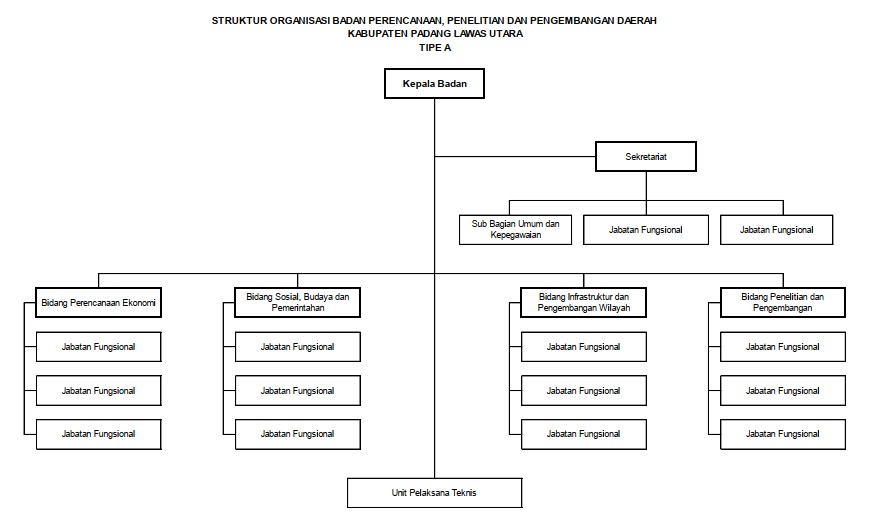 STRUKTUR ORGANISASI BADAN PERENCANAAN, PENELITIAN DAN PENGEMBANGAN DAERAH
KABUPATEN PADANG LAWAS UTARA
TIPE A
Kepala Badan
Sekretariat
Sub Bagian Umum dan
Kepegawaian
Jabatan Fungsional
Jabatan Fungsional
Bidang Perencanaan Ekonomi
Jabatan Fungsional
Jabatan Fungsional
Jabatan Fungsional
Bidang Sosial, Budaya dan
Pemerintahan
Jabatan Fungsional
Jabatan Fungsional
Jabatan Fungsional
Bidang Infrastruktur dan
Pengembangan Wilayah
Jabatan Fungsional
Jabatan Fungsional
Jabatan Fungsional
Bidang Penelitian dan
Pengembangan
Jabatan Fungsional
Jabatan Fungsional
Jabatan Fungsional
Unit Pelaksana Teknis